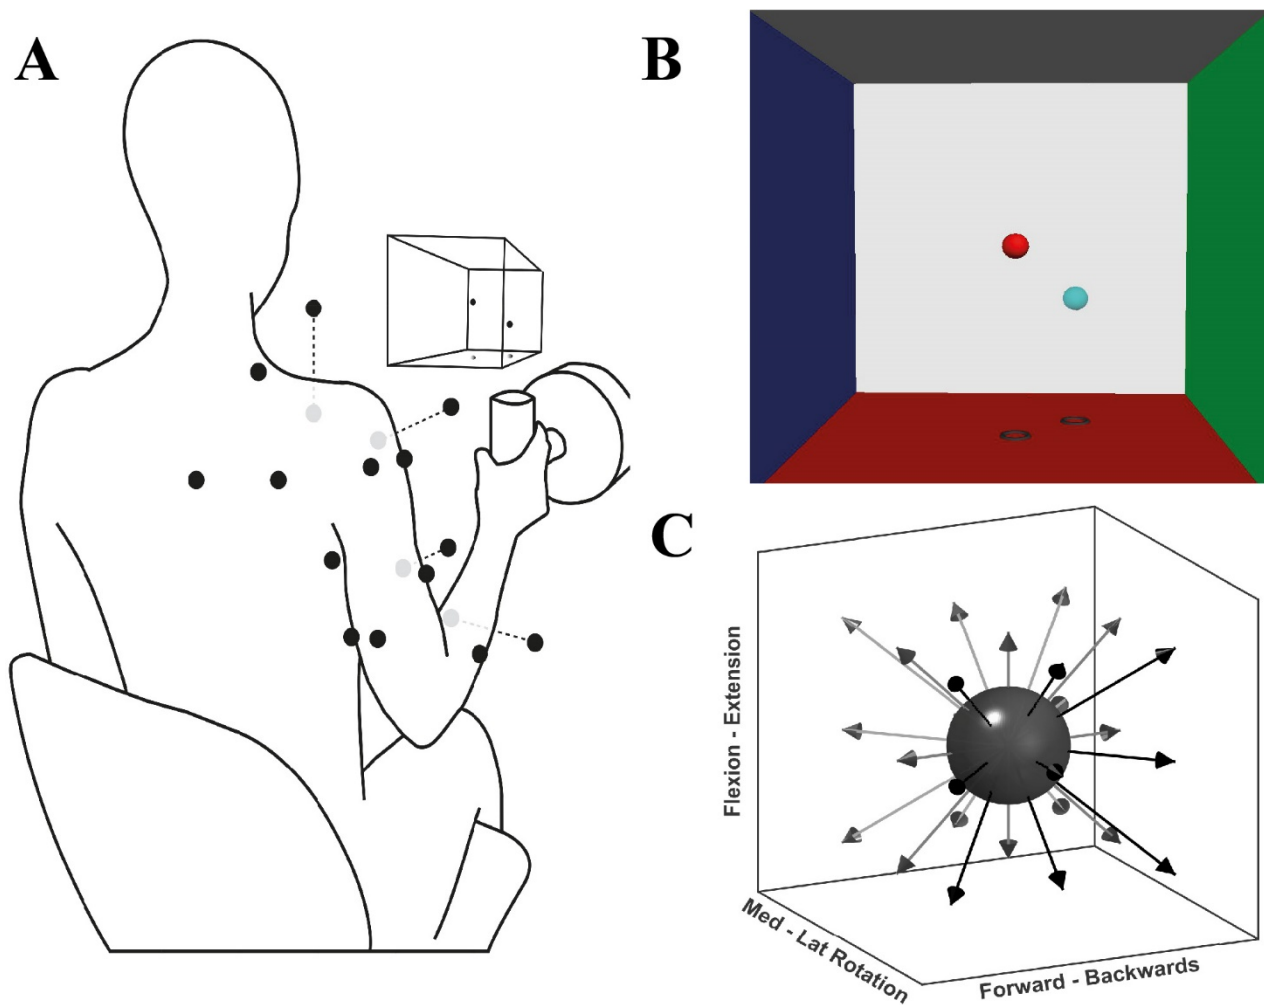 A
B
C
Flexion - Extension
Med - Lat Rotation
Forward - Backwards